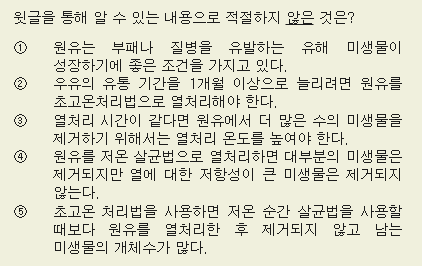 윗글을 통해 알 수 있는 내용으로 적절하지 않은 것은?
① 원유는 부패나 질병을 유발하는 유해 미생물이
성장하기에 좋은 조건을 가지고 있다.
② 우유의 유통 기간을 1개월 이상으로 늘리려면 원유를
초고온처리법으로 열처리해야 한다.
③ 열처리 시간이 같다면 원유에서 더 많은 수의 미생물을
제거하기 위해서는 열처리 온도를 높여야 한다.
④ 원유를 저온 살균법으로 열처리하면 대부분의 미생물은
제거되지만 열에 대한 저항성이 큰 미생물은 제거되지
않는다.
⑤ 초고온 처리법을 사용하면 저온 순간 살균법을 사용할
때보다 원유를 열처리한 후 제거되지 않고 남는
미생물의 개체수가 많다.